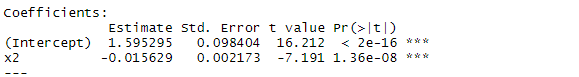 Coefficients:
Estimate Std. Error t value Pr(>|t|)
(Intercept) 1.595295 0.098404 16.212 < 2e-16 ***
x2 -0.015629 0.002173 -7.191 1.36e-08 ***
---